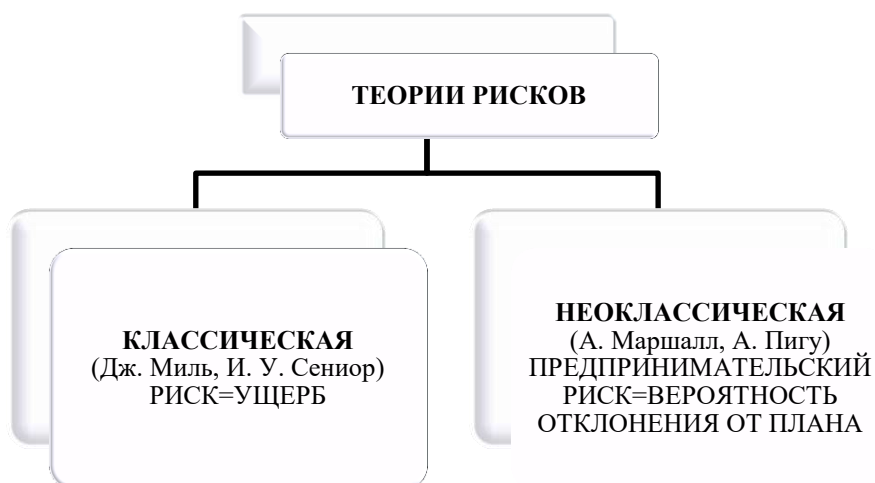 ТЕОРИИ РИСКОВ
КЛАССИЧЕСКАЯ
(Дж. Миль, И. У. Сениор)
РИСК=УЩЕРБ
НЕОКЛАССИЧЕСКАЯ
(А. Маршалл, А. Пигу)
ПРЕДПРИНИМАТЕЛЬСКИЙ
РИСК=ВЕРОЯТНОСТЬ
ОТКЛОНЕНИЯ ОТ ПЛАНА